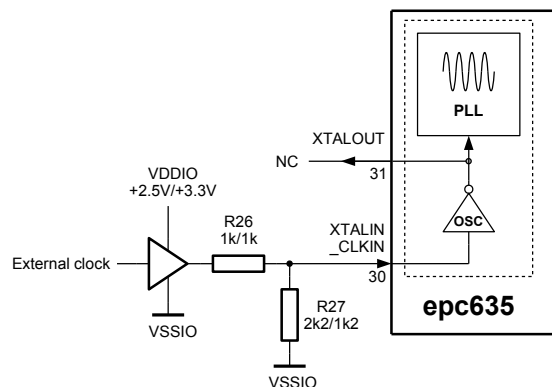 PLL
XTALOUT
NC
31
VDDIO
+2.5V/+3.3V
OSC
R26
1k/1k
XTALIN
_CLKIN
External clock
30
R27
2k2/1k2
epc635
VSSIO
VSSIO